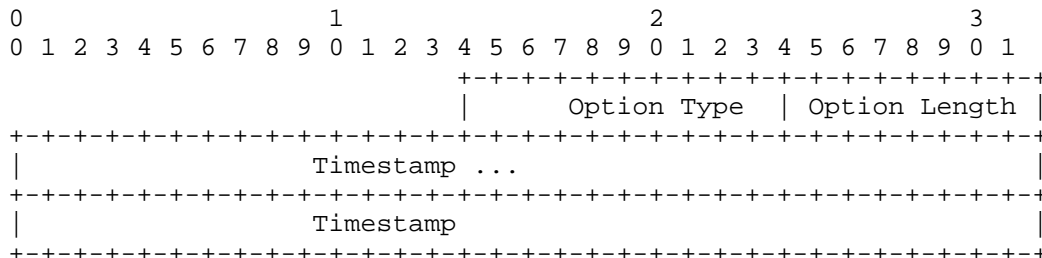 0                   1                   2                   3
0 1 2 3 4 5 6 7 8 9 0 1 2 3 4 5 6 7 8 9 0 1 2 3 4 5 6 7 8 9 0 1
                            +-+-+-+-+-+-+-+-+-+-+-+-+-+-+-+-+-+-+
                            |      Option Type  | Option Length |
+-+-+-+-+-+-+-+-+-+-+-+-+-+-+-+-+-+-+-+-+-+-+-+-+-+-+-+-+-+-+-+-+
|                  Timestamp ...                                |
+-+-+-+-+-+-+-+-+-+-+-+-+-+-+-+-+-+-+-+-+-+-+-+-+-+-+-+-+-+-+-+-+
|                  Timestamp                                    |
+-+-+-+-+-+-+-+-+-+-+-+-+-+-+-+-+-+-+-+-+-+-+-+-+-+-+-+-+-+-+-+-+